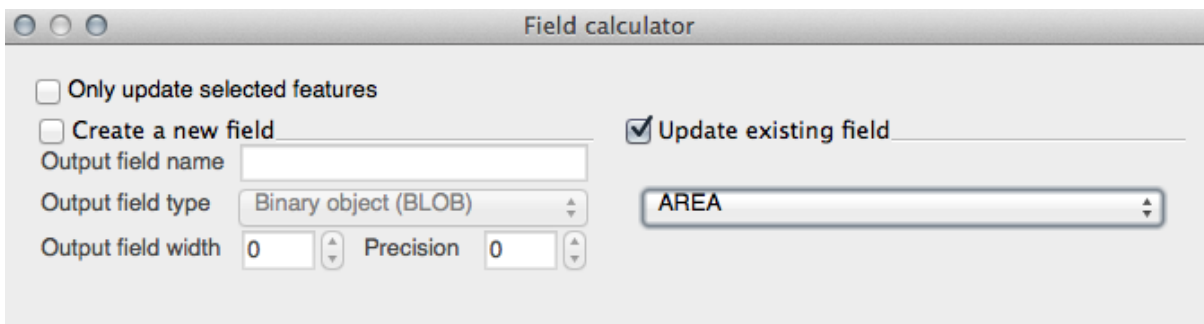 Field calculator
Only update selected features
Create a new field
Update existing field
Output field name
Output field type Binary object (BLOB)
AREA
Output field width 0 Precision 0